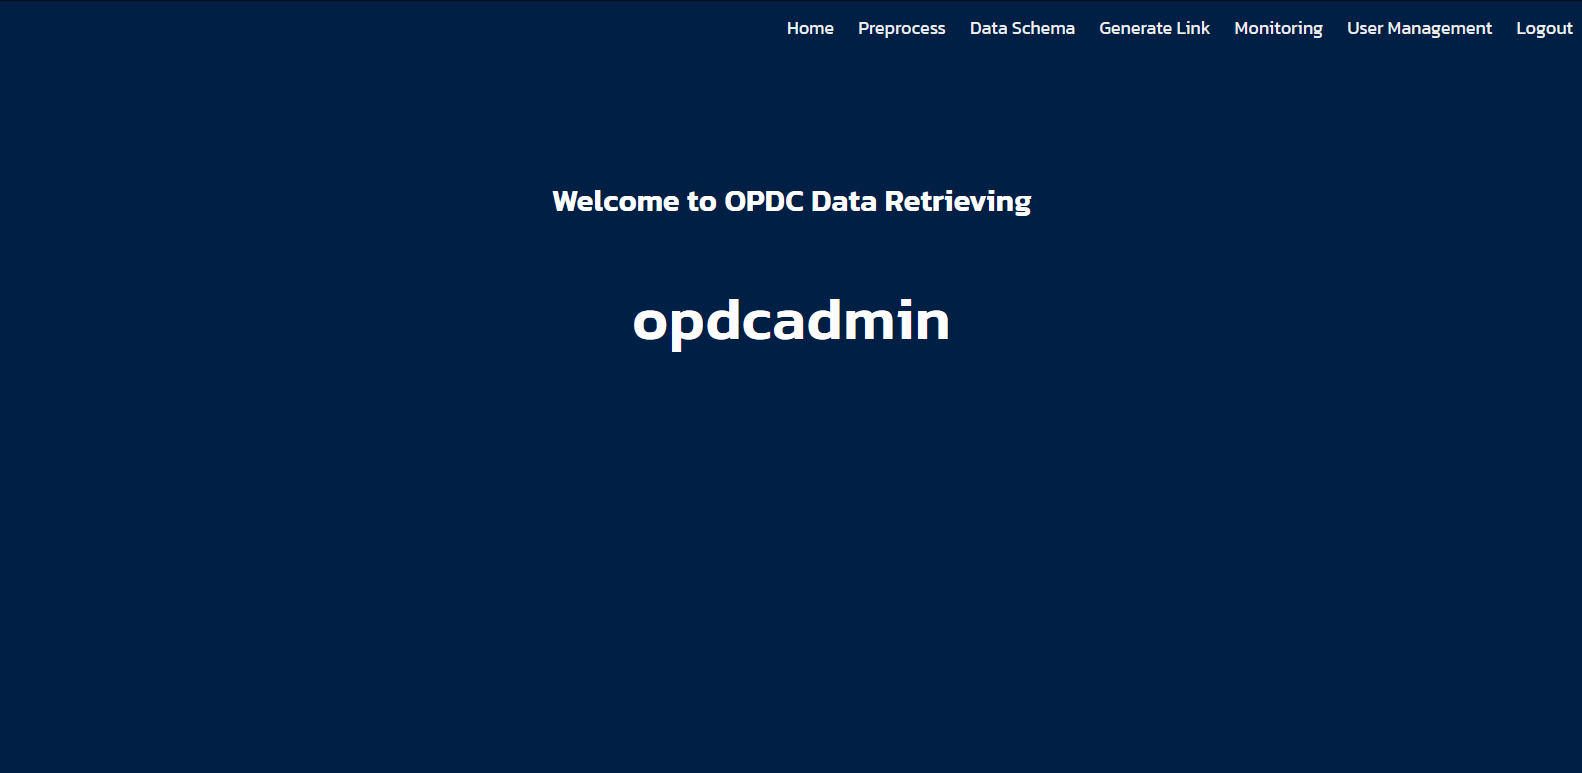 Home Preprocess Data Schema Generate Link Monitoring User Management Logout
Welcome to OPDC Data Retrieving
opdcadmin